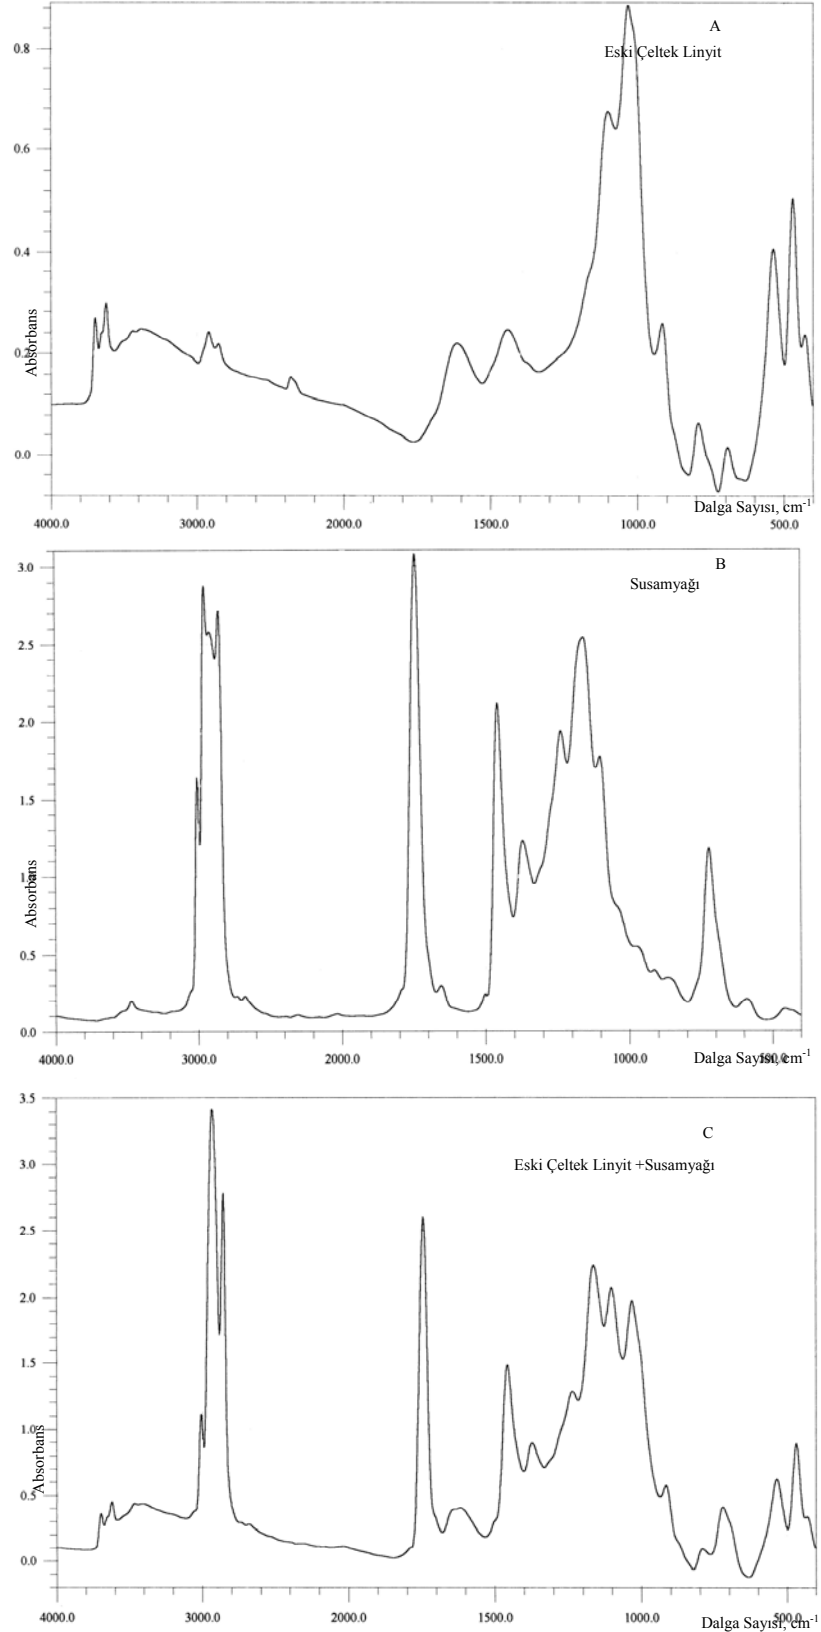 A
Eski Çeltek Linyit
0.8
0.6
0.4
0.2
0.0
Absorbans
4000.0 3000.0 2000.0 1500.0 1000.0 500.0
Dalga Sayısı, cm-1
B
Susamyağı
3.0
2.5
2.0
1.5
1.0
0.5
0.0
Absorbans
4000.0 3000.0 2000.0 1500.0 1000.0 500.0
Dalga Sayısı, cm-1
C
Eski Çeltek Linyit +Susamyağı
3.5
3.0
2.5
2.0
1.5
1.0
0.5
0.0
Absorbans
4000.0 3000.0 2000.0 1500.0 1000.0 500.0
Dalga Sayısı, cm-1